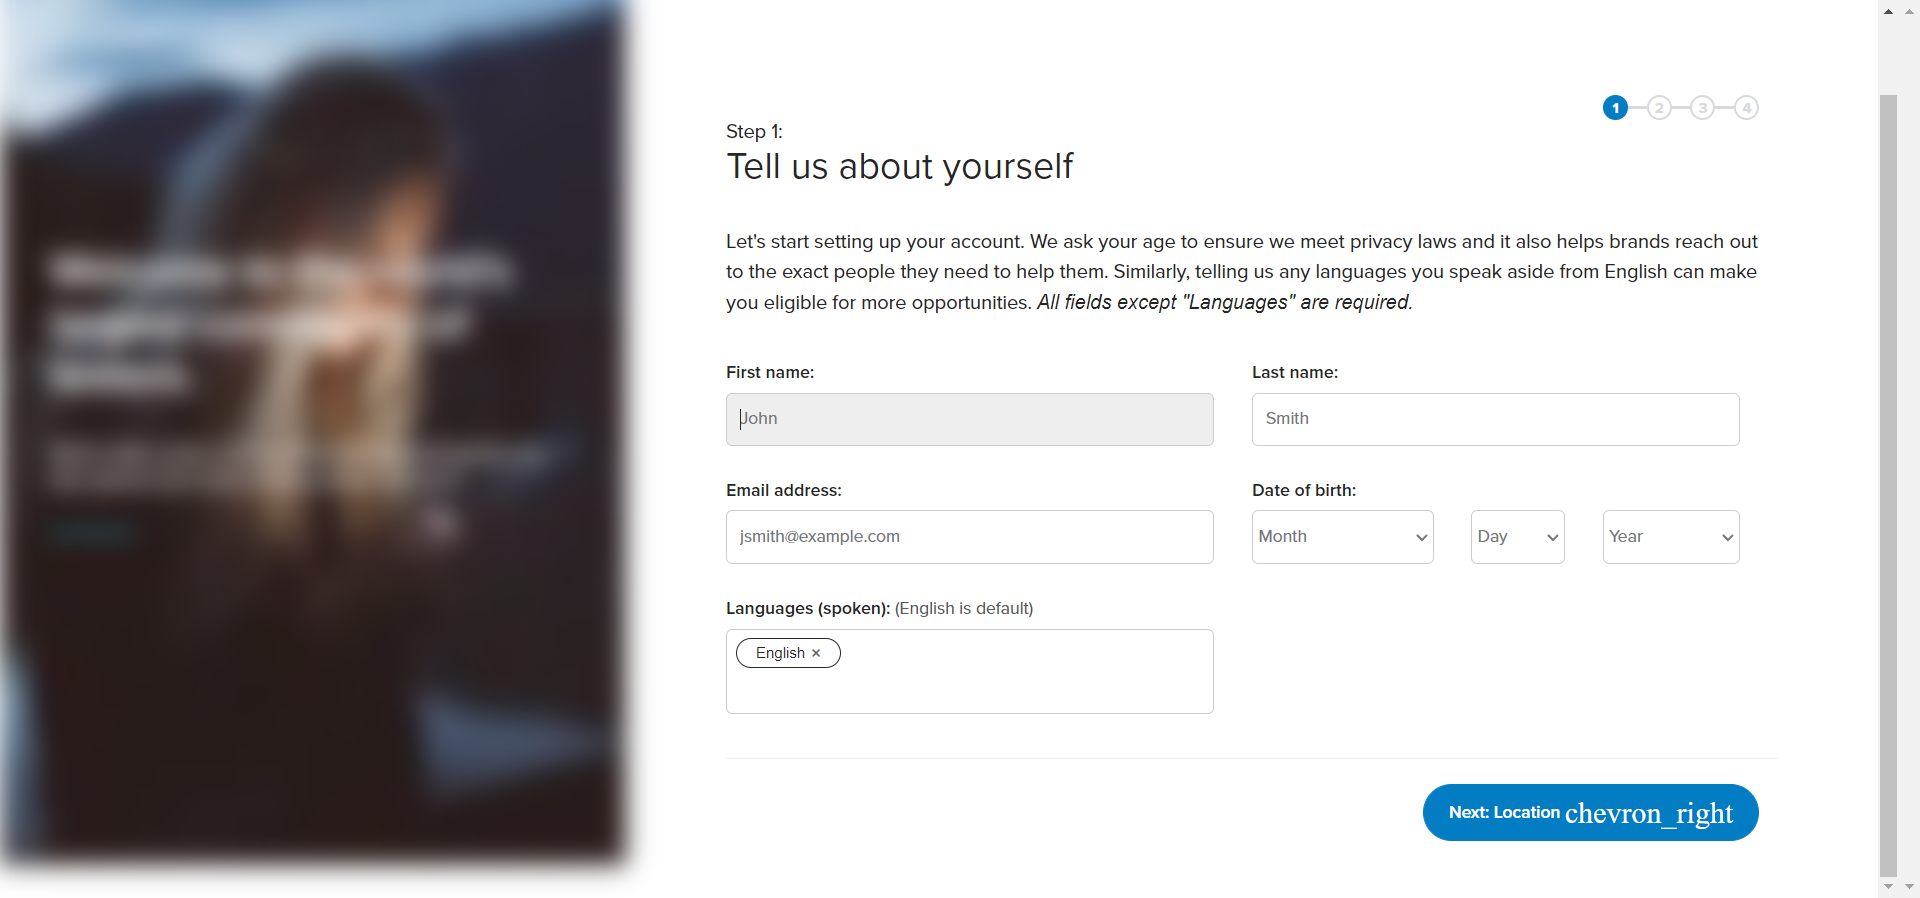 1 2 3 4
Step 1:
Tell us about yourself
Let's start setting up your account. We ask your age to ensure we meet privacy laws and it also helps brands reach out
to the exact people they need to help them. Similarly, telling us any languages you speak aside from English can make
you eligible for more opportunities. All fields except "Languages" are required.
First name:
Last name:
John
Smith
Email address:
Date of birth:
jsmith@example.com
Month
Day
Year
Languages (spoken): (English is default)
English ×
Next: Location chevron_right